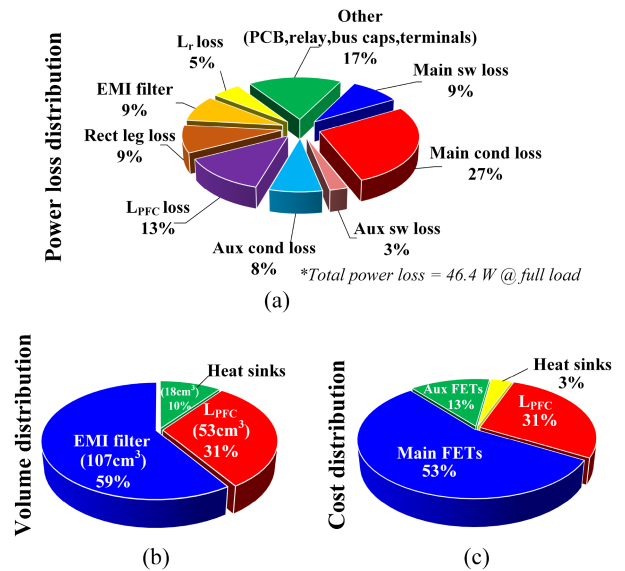 Power loss distribution
Other
(PCB,relay,bus caps,terminals)
17%
Lr loss
5%
Main sw loss
9%
EMI filter
9%
Rect leg loss
9%
Main cond loss
27%
LPFC loss
13%
Aux cond loss
8%
Aux sw loss
3%
*Total power loss = 46.4 W @ full load
(a)
Volume distribution
Heat sinks
(18cm³)
10%
LPFC
(53cm³)
31%
EMI filter
(107cm³)
59%
(b)
Cost distribution
Heat sinks
3%
Aux FETs
13%
LPFC
31%
Main FETs
53%
(c)